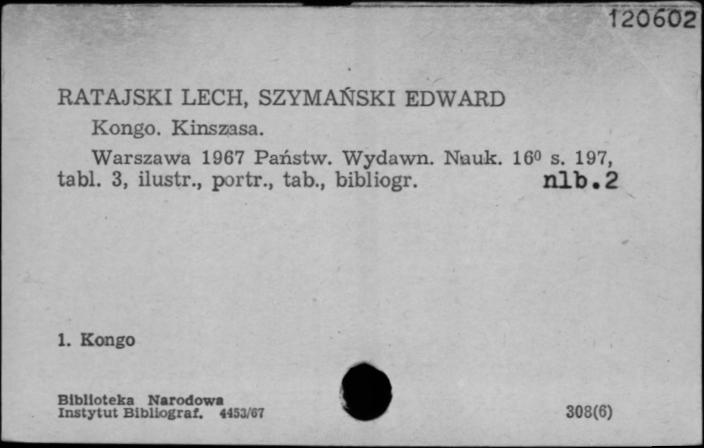 120602
RATAJSKI LECH, SZYMAŃSKI EDWARD
Kongo. Kinszasa.
Warszawa 1967 Państw. Wydawn. Nauk. 16⁰ s. 197,
tabl. 3, ilustr., portr., tab., bibliogr. nlb.2
1. Kongo
Biblioteka Narodowa
Instytut Bibliograf. 4453/67 308(6)